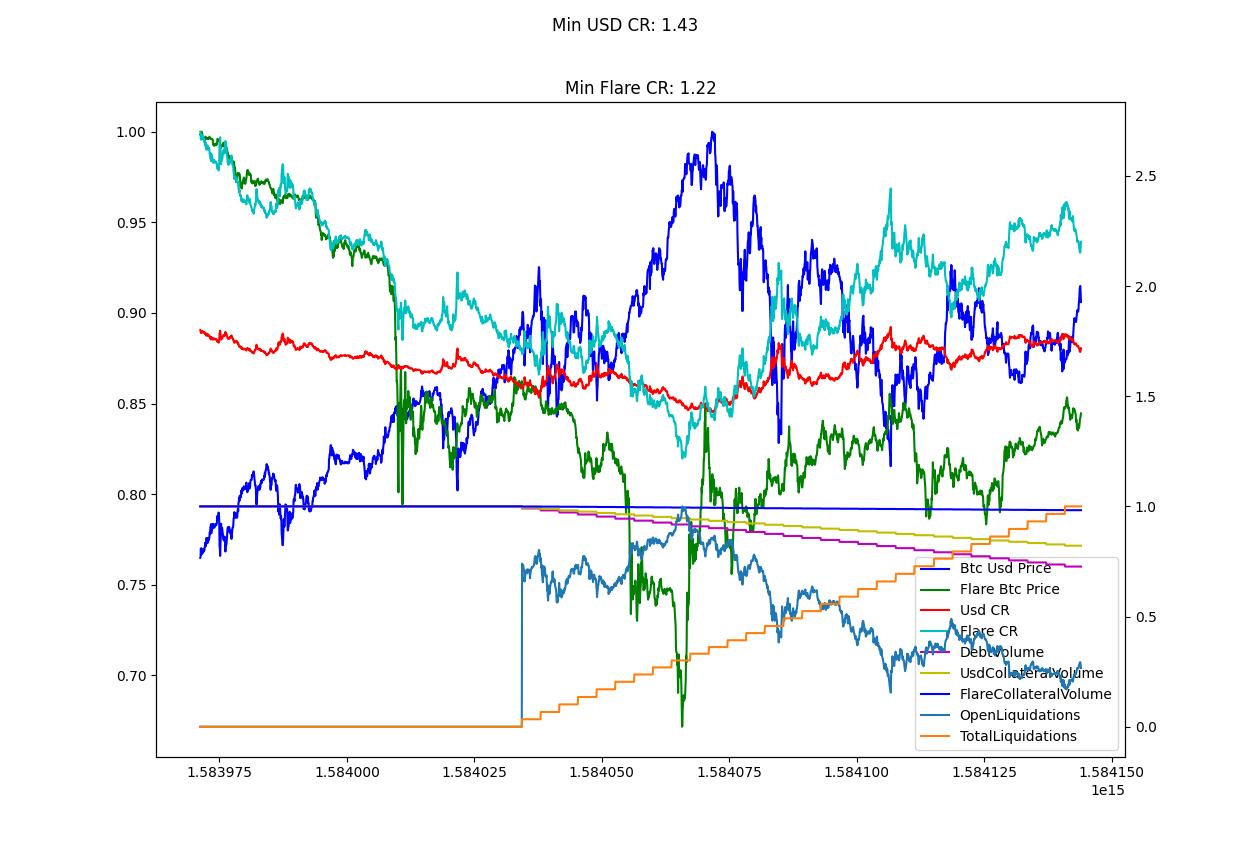 Min USD CR: 1.43
Min Flare CR: 1.22
1.00
0.95
0.90
0.85
0.80
0.75
0.70
2.5
2.0
1.5
1.0
0.5
0.0
Btc Usd Price
Flare Btc Price
Usd CR
Flare CR
DebtVolume
UsdCollateralVolume
FlareCollateralVolume
OpenLiquidations
TotalLiquidations
1.583975 1.584000 1.584025 1.584050 1.584075 1.584100 1.584125 1.584150
1e15